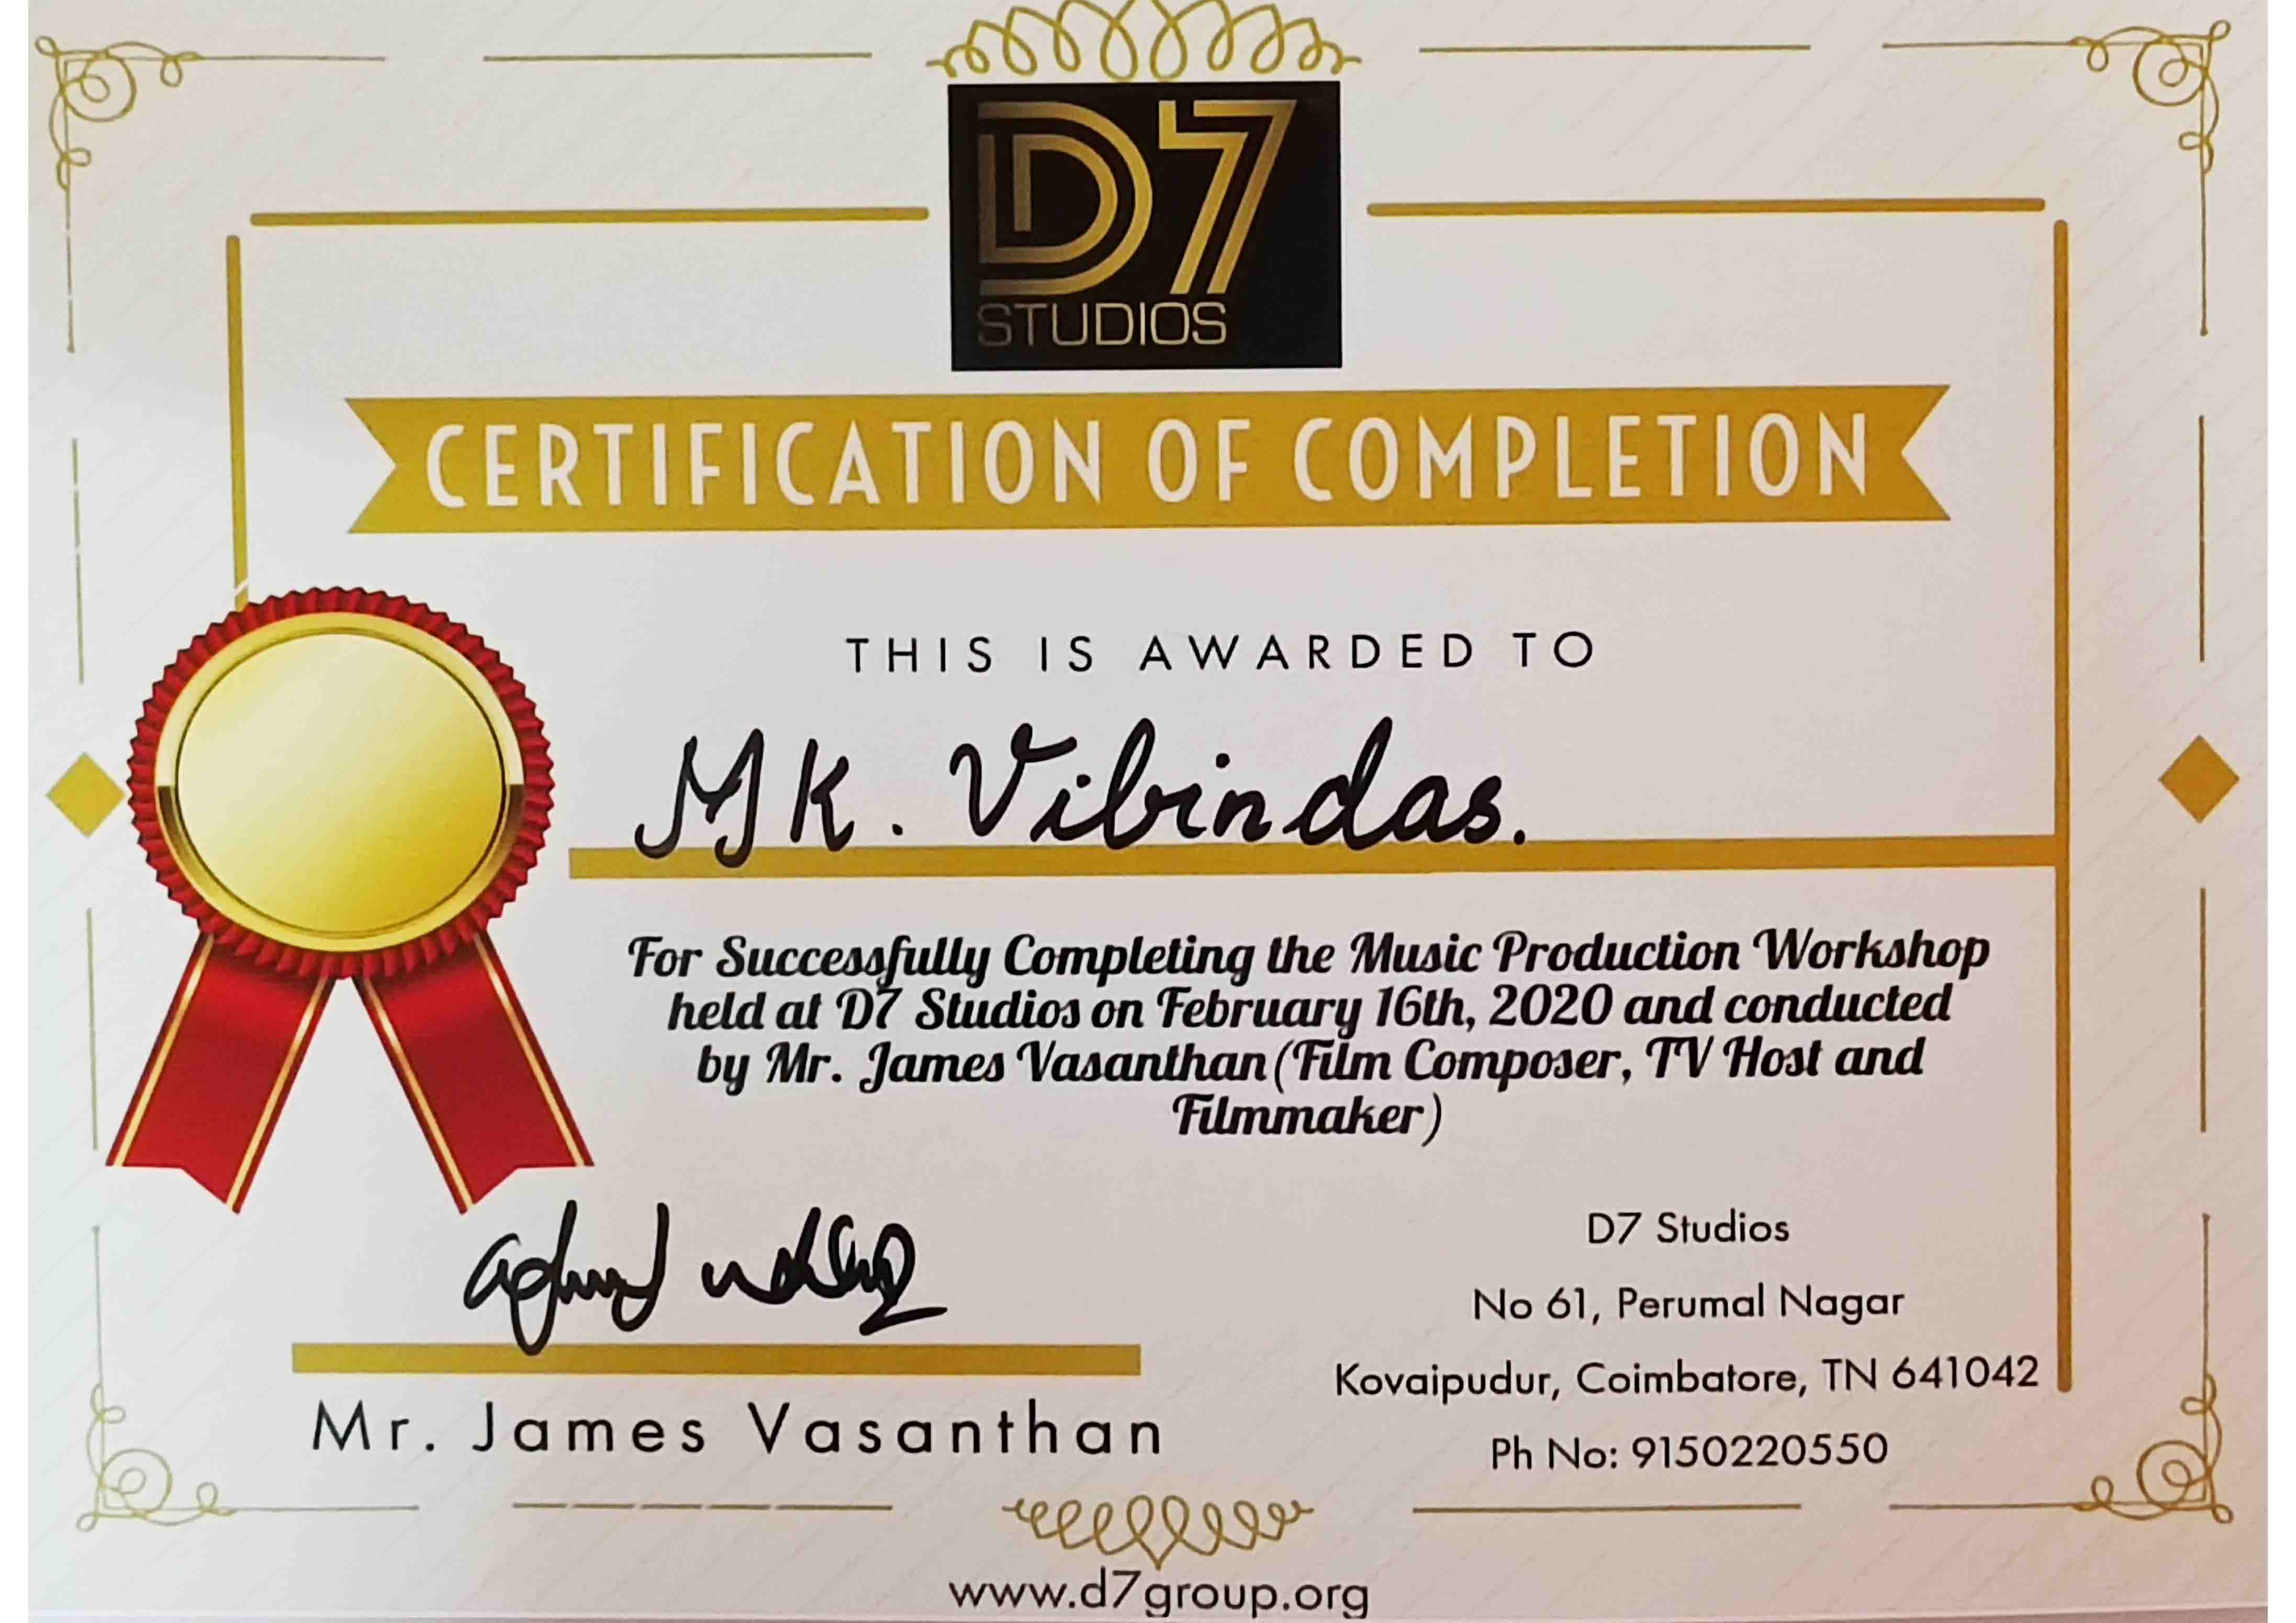 D7
STUDIOS
CERTIFICATION OF COMPLETION
THIS IS AWARDED TO
MK. Vibindas.
For Successfully Completing the Music Production Workshop
held at D7 Studios on February 16th, 2020 and conducted
by Mr. James Vasanthan (Film Composer, TV Host and
Filmmaker)
Mr. James Vasanthan
D7 Studios
No 61, Perumal Nagar
Kovaipudur, Coimbatore, TN 641042
Ph No: 9150220550
www.d7group.org